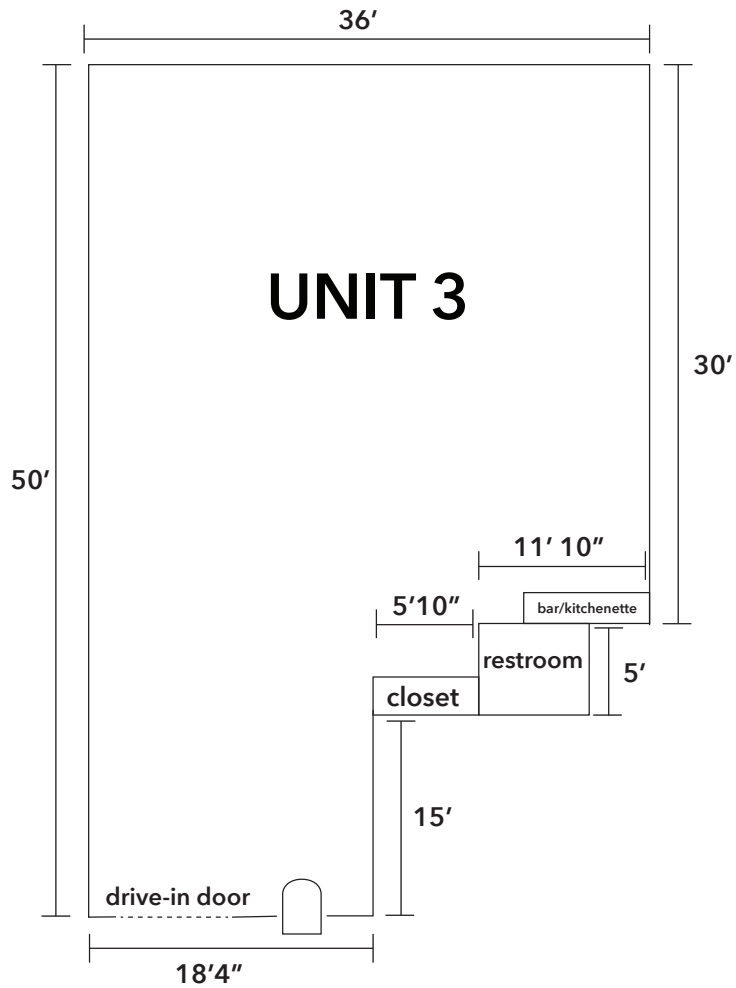 36′
UNIT 3
30′
50′
11′ 10″
5′10″
bar/kitchenette
restroom
5′
closet
15′
drive-in door
18′4″